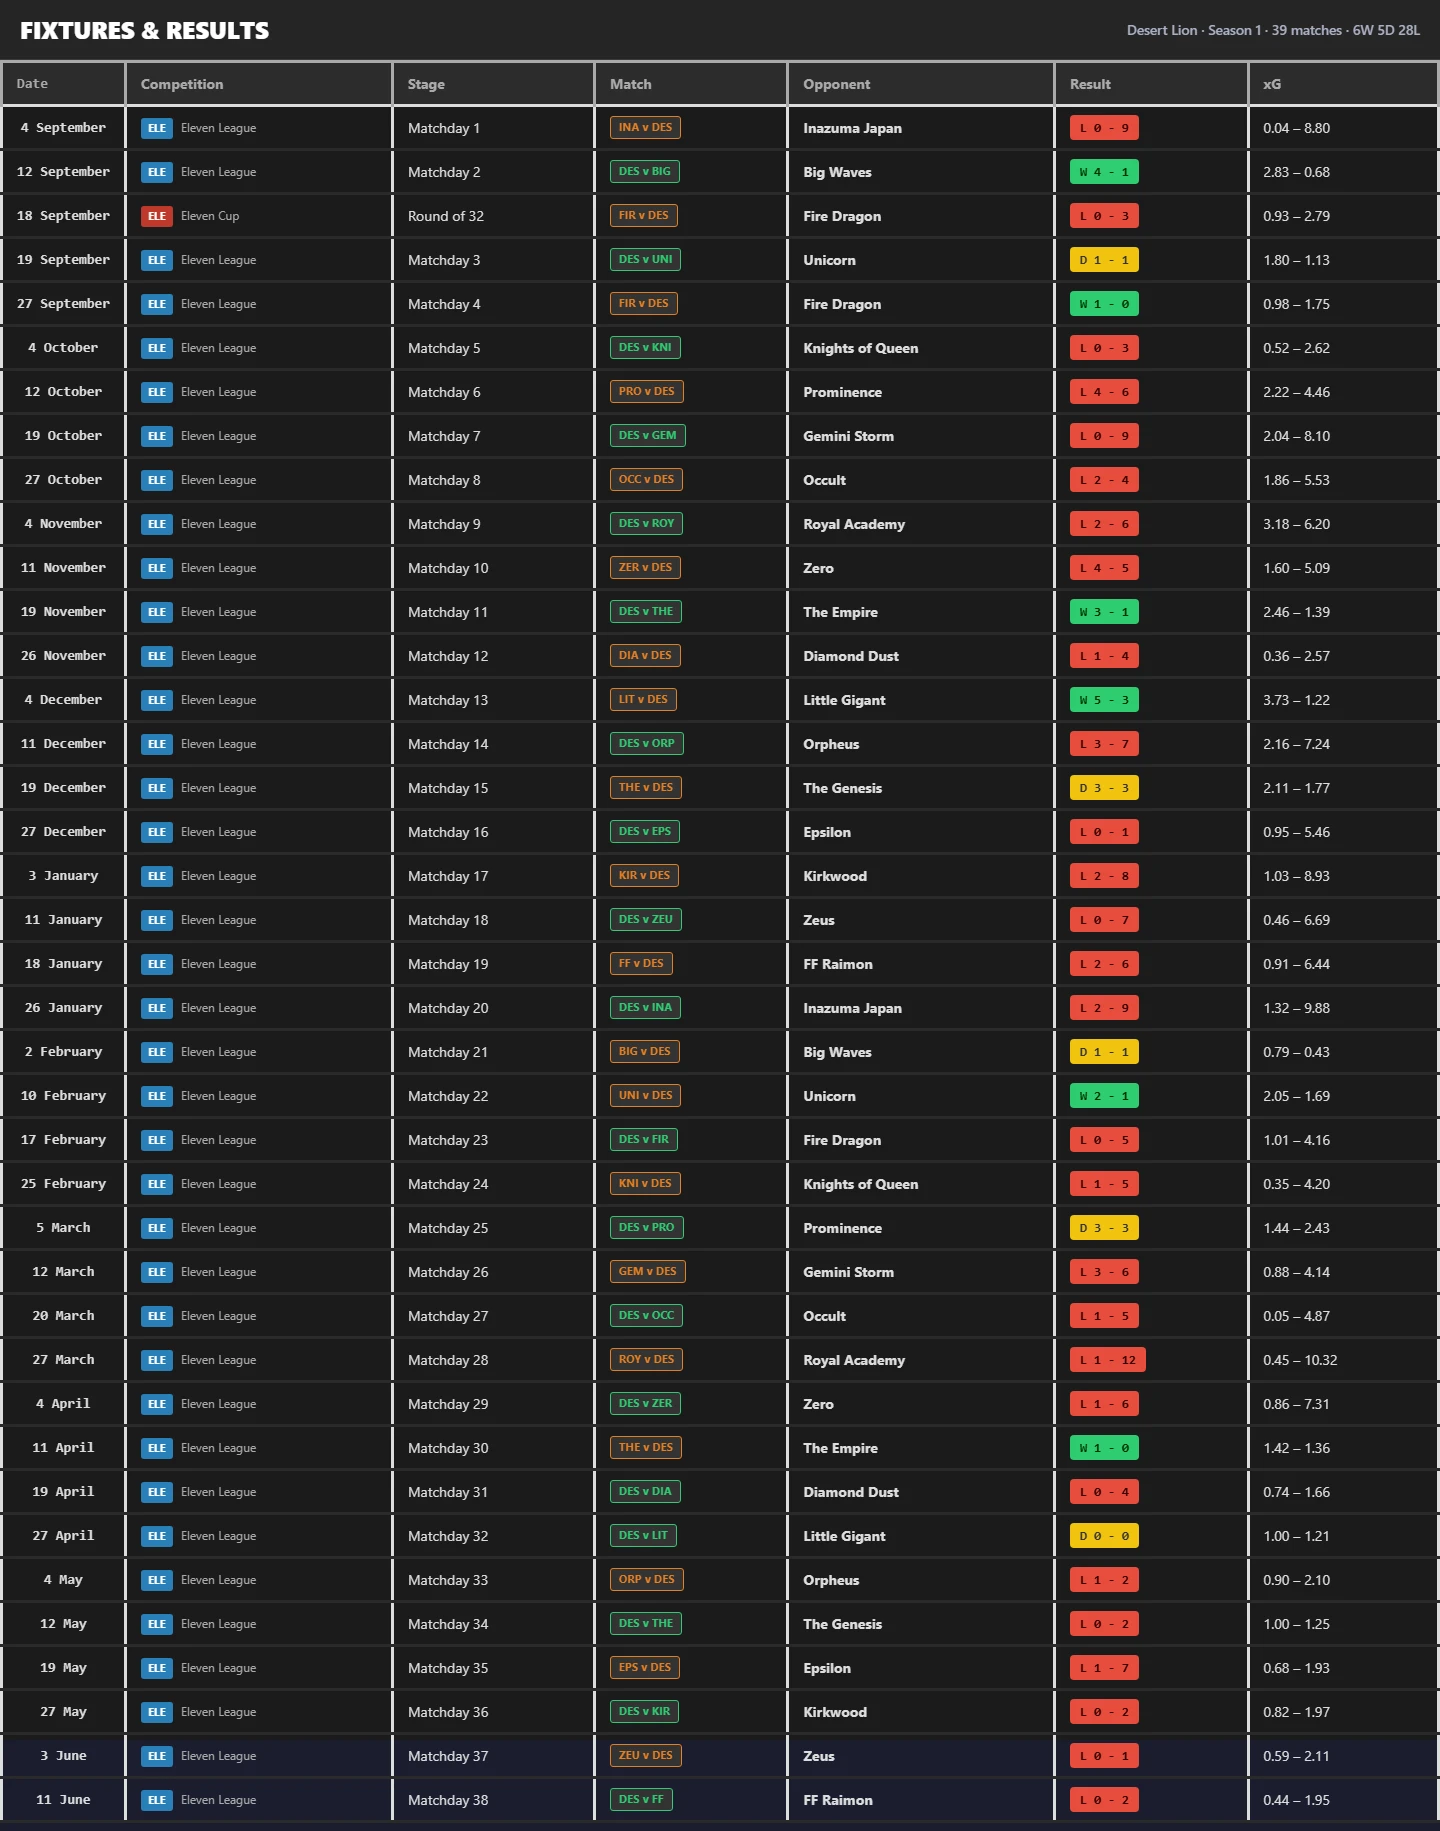 FIXTURES & RESULTS Desert Lion · Season 1 · 39 matches · 6W 5D 28L
Date Competition Stage Match Opponent Result xG
4 September ELE Eleven League Matchday 1 INA v DES Inazuma Japan L 0 - 9 0.04 – 8.80
12 September ELE Eleven League Matchday 2 DES v BIG Big Waves W 4 - 1 2.83 – 0.68
18 September ELE Eleven Cup Round of 32 FIR v DES Fire Dragon L 0 - 3 0.93 – 2.79
19 September ELE Eleven League Matchday 3 DES v UNI Unicorn D 1 - 1 1.80 – 1.13
27 September ELE Eleven League Matchday 4 FIR v DES Fire Dragon W 1 - 0 0.98 – 1.75
4 October ELE Eleven League Matchday 5 DES v KNI Knights of Queen L 0 - 3 0.52 – 2.62
12 October ELE Eleven League Matchday 6 PRO v DES Prominence L 4 - 6 2.22 – 4.46
19 October ELE Eleven League Matchday 7 DES v GEM Gemini Storm L 0 - 9 2.04 – 8.10
27 October ELE Eleven League Matchday 8 OCC v DES Occult L 2 - 4 1.86 – 5.53
4 November ELE Eleven League Matchday 9 DES v ROY Royal Academy L 2 - 6 3.18 – 6.20
11 November ELE Eleven League Matchday 10 ZER v DES Zero L 4 - 5 1.60 – 5.09
19 November ELE Eleven League Matchday 11 DES v THE The Empire W 3 - 1 2.46 – 1.39
26 November ELE Eleven League Matchday 12 DIA v DES Diamond Dust L 1 - 4 0.36 – 2.57
4 December ELE Eleven League Matchday 13 LIT v DES Little Gigant W 5 - 3 3.73 – 1.22
11 December ELE Eleven League Matchday 14 DES v ORP Orpheus L 3 - 7 2.16 – 7.24
19 December ELE Eleven League Matchday 15 THE v DES The Genesis D 3 - 3 2.11 – 1.77
27 December ELE Eleven League Matchday 16 DES v EPS Epsilon L 0 - 1 0.95 – 5.46
3 January ELE Eleven League Matchday 17 KIR v DES Kirkwood L 2 - 8 1.03 – 8.93
11 January ELE Eleven League Matchday 18 DES v ZEU Zeus L 0 - 7 0.46 – 6.69
18 January ELE Eleven League Matchday 19 FF v DES FF Raimon L 2 - 6 0.91 – 6.44
26 January ELE Eleven League Matchday 20 DES v INA Inazuma Japan L 2 - 9 1.32 – 9.88
2 February ELE Eleven League Matchday 21 BIG v DES Big Waves D 1 - 1 0.79 – 0.43
10 February ELE Eleven League Matchday 22 UNI v DES Unicorn W 2 - 1 2.05 – 1.69
17 February ELE Eleven League Matchday 23 DES v FIR Fire Dragon L 0 - 5 1.01 – 4.16
25 February ELE Eleven League Matchday 24 KNI v DES Knights of Queen L 1 - 5 0.35 – 4.20
5 March ELE Eleven League Matchday 25 DES v PRO Prominence D 3 - 3 1.44 – 2.43
12 March ELE Eleven League Matchday 26 GEM v DES Gemini Storm L 3 - 6 0.88 – 4.14
20 March ELE Eleven League Matchday 27 DES v OCC Occult L 1 - 5 0.05 – 4.87
27 March ELE Eleven League Matchday 28 ROY v DES Royal Academy L 1 - 12 0.45 – 10.32
4 April ELE Eleven League Matchday 29 DES v ZER Zero L 1 - 6 0.86 – 7.31
11 April ELE Eleven League Matchday 30 THE v DES The Empire W 1 - 0 1.42 – 1.36
19 April ELE Eleven League Matchday 31 DES v DIA Diamond Dust L 0 - 4 0.74 – 1.66
27 April ELE Eleven League Matchday 32 DES v LIT Little Gigant D 0 - 0 1.00 – 1.21
4 May ELE Eleven League Matchday 33 ORP v DES Orpheus L 1 - 2 0.90 – 2.10
12 May ELE Eleven League Matchday 34 DES v THE The Genesis L 0 - 2 1.00 – 1.25
19 May ELE Eleven League Matchday 35 EPS v DES Epsilon L 1 - 7 0.68 – 1.93
27 May ELE Eleven League Matchday 36 DES v KIR Kirkwood L 0 - 2 0.82 – 1.97
3 June ELE Eleven League Matchday 37 ZEU v DES Zeus L 0 - 1 0.59 – 2.11
11 June ELE Eleven League Matchday 38 DES v FF FF Raimon L 0 - 2 0.44 – 1.95